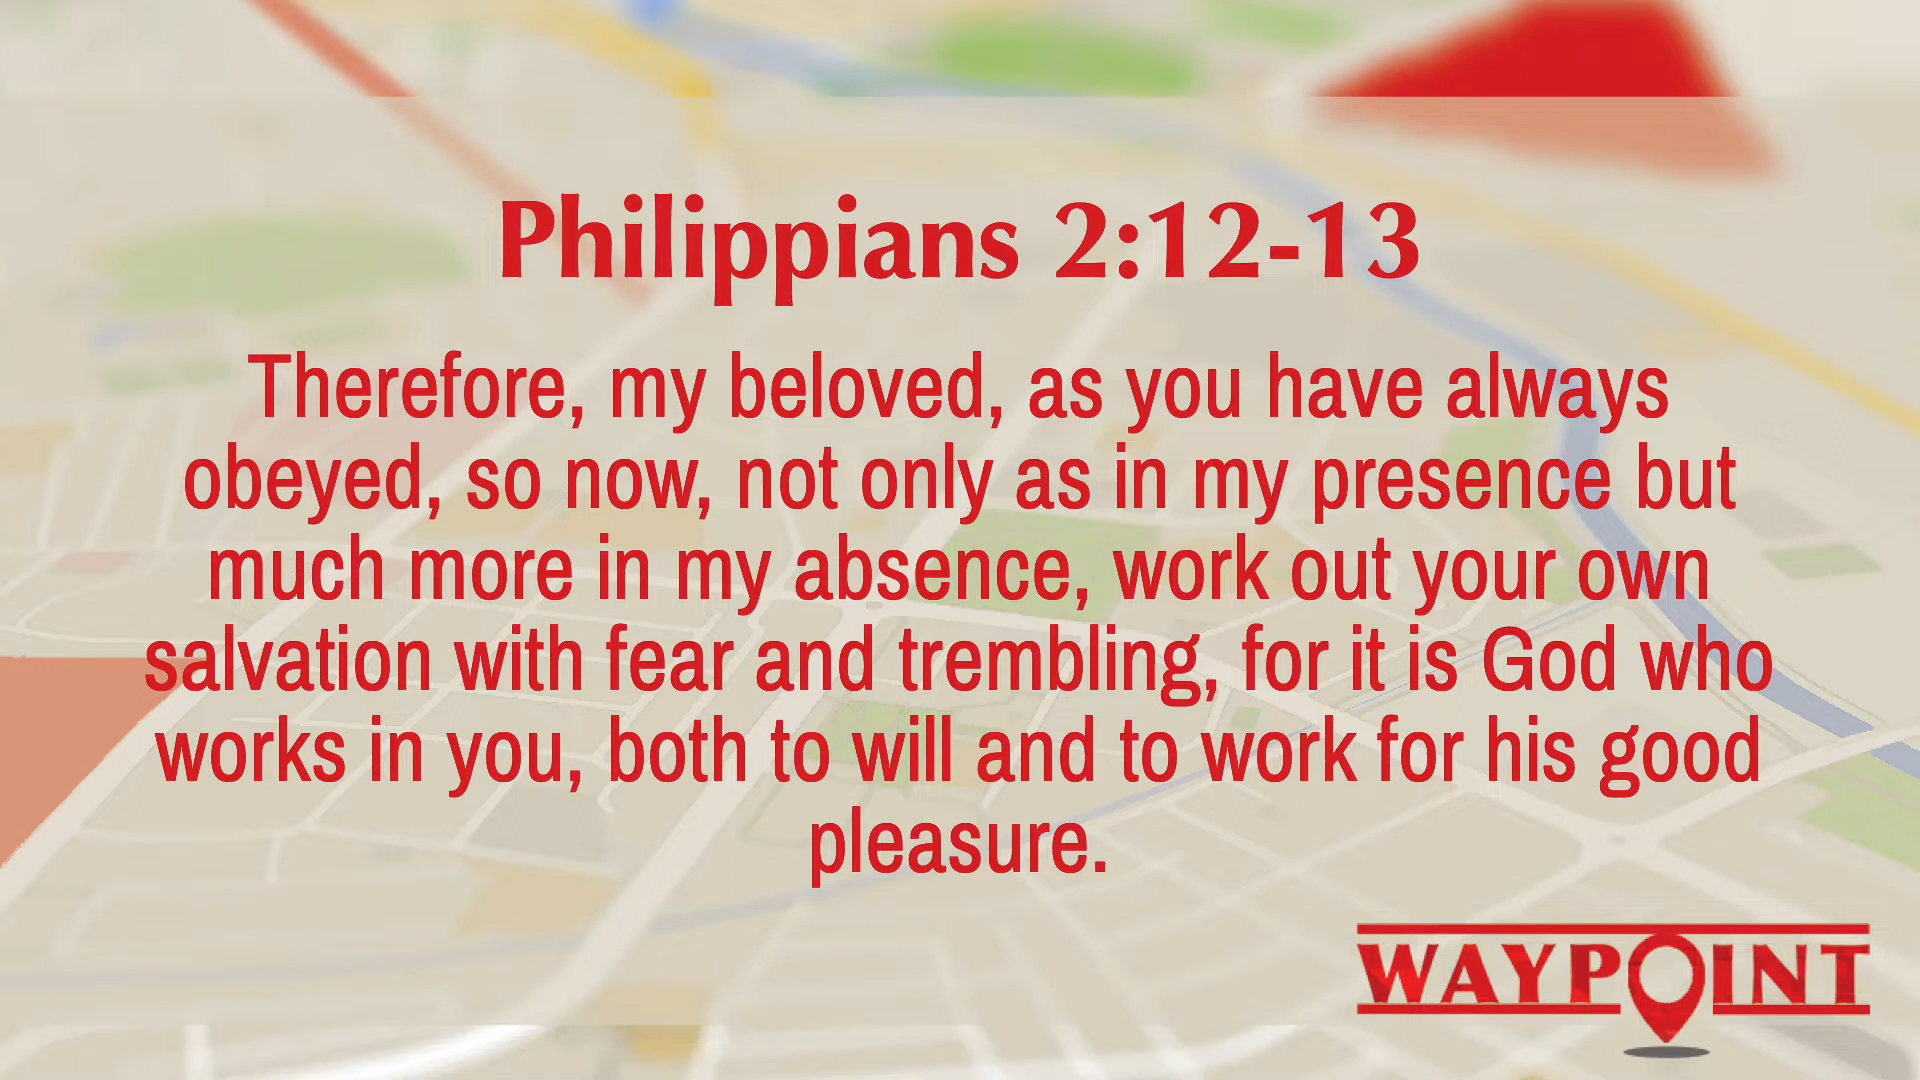 Philippians 2:12-13
Therefore, my beloved, as you have always
obeyed, so now, not only as in my presence but
much more in my absence, work out your own
salvation with fear and trembling, for it is God who
works in you, both to will and to work for his good
pleasure.
WAYPOINT